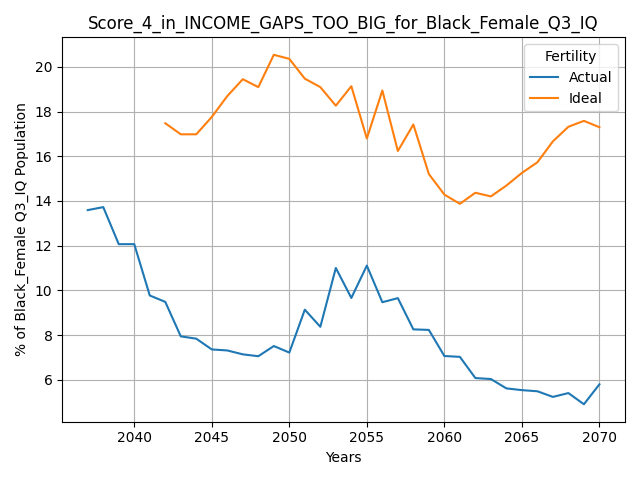 Score_4_in_INCOME_GAPS_TOO_BIG_for_Black_Female_Q3_IQ
Fertility
Actual
Ideal
% of Black_Female Q3_IQ Population
20
18
16
14
12
10
8
6
2040 2045 2050 2055 2060 2065 2070
Years